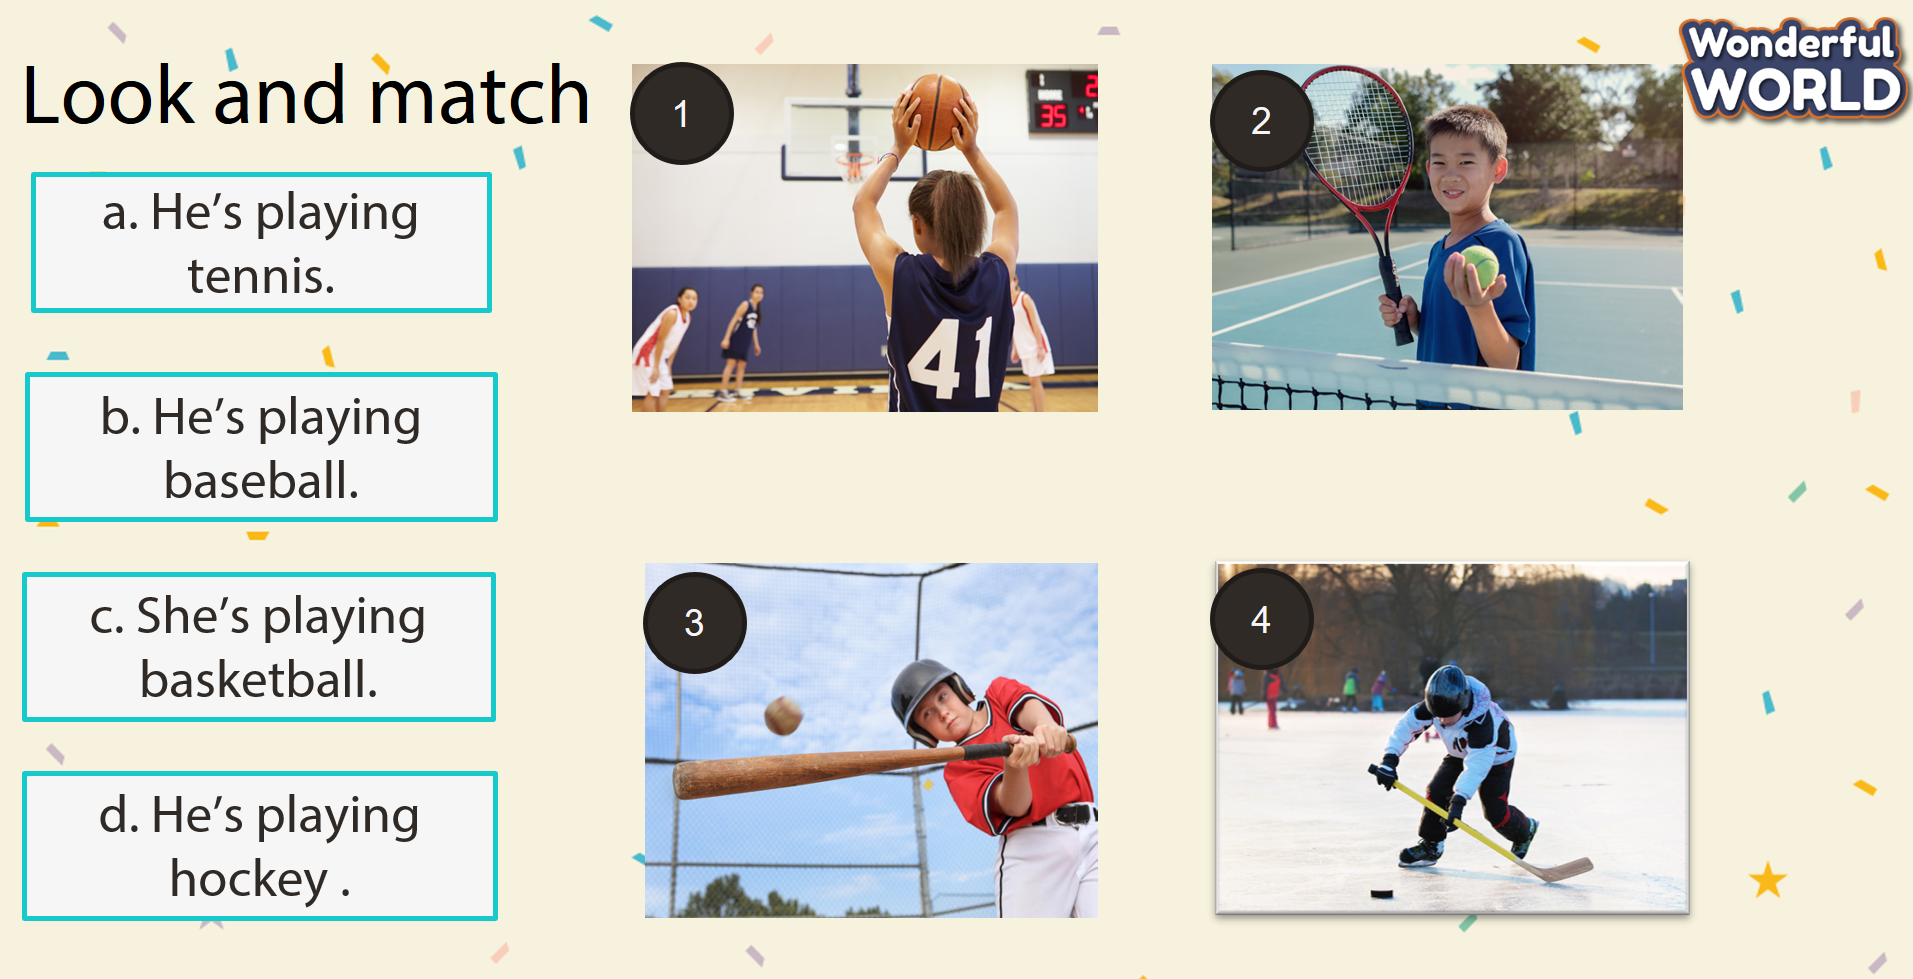 Look and match
Wonderful
WORLD
a. He’s playing
tennis.
b. He’s playing
baseball.
c. She’s playing
basketball.
d. He’s playing
hockey .
1
35
2
41
2
3
4